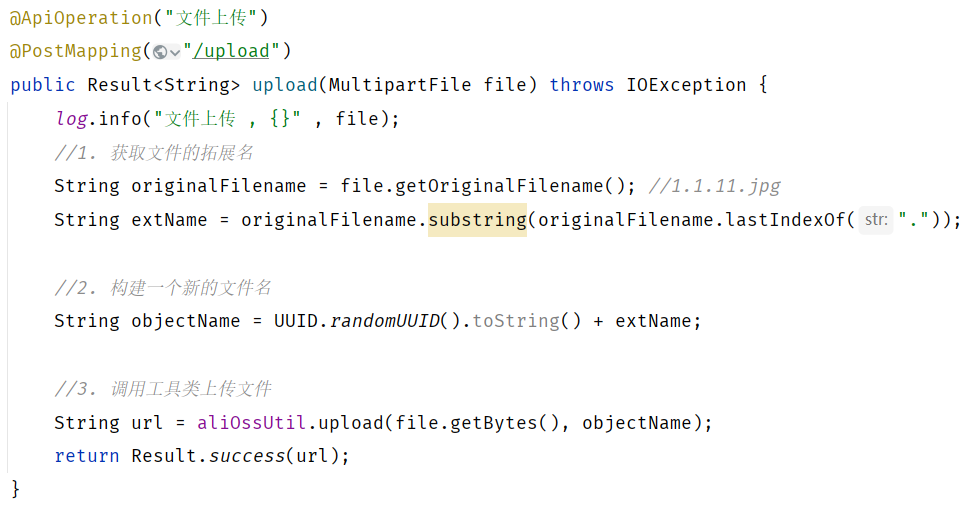 @ApiOperation("文件上传")
@PostMapping("/upload")
public Result<String> upload(MultipartFile file) throws IOException {
log.info("文件上传 , {}" , file);
//1. 获取文件的拓展名
String originalFilename = file.getOriginalFilename(); //1.1.11.jpg
String extName = originalFilename.substring(originalFilename.lastIndexOf( str: "."));
//2. 构建一个新的文件名
String objectName = UUID.randomUUID().toString() + extName;
//3. 调用工具类上传文件
String url = aliOssUtil.upload(file.getBytes(), objectName);
return Result.success(url);
}